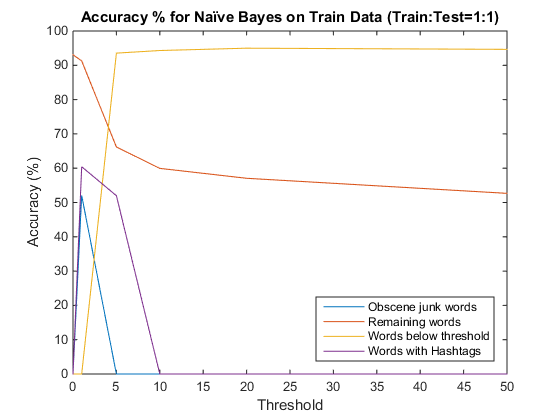 Accuracy % for Naïve Bayes on Train Data (Train:Test=1:1)
100
90
80
70
60
50
40
30
20
10
0
Accuracy (%)
0 5 10 15 20 25 30 35 40 45 50
Threshold
Obscene junk words
Remaining words
Words below threshold
Words with Hashtags